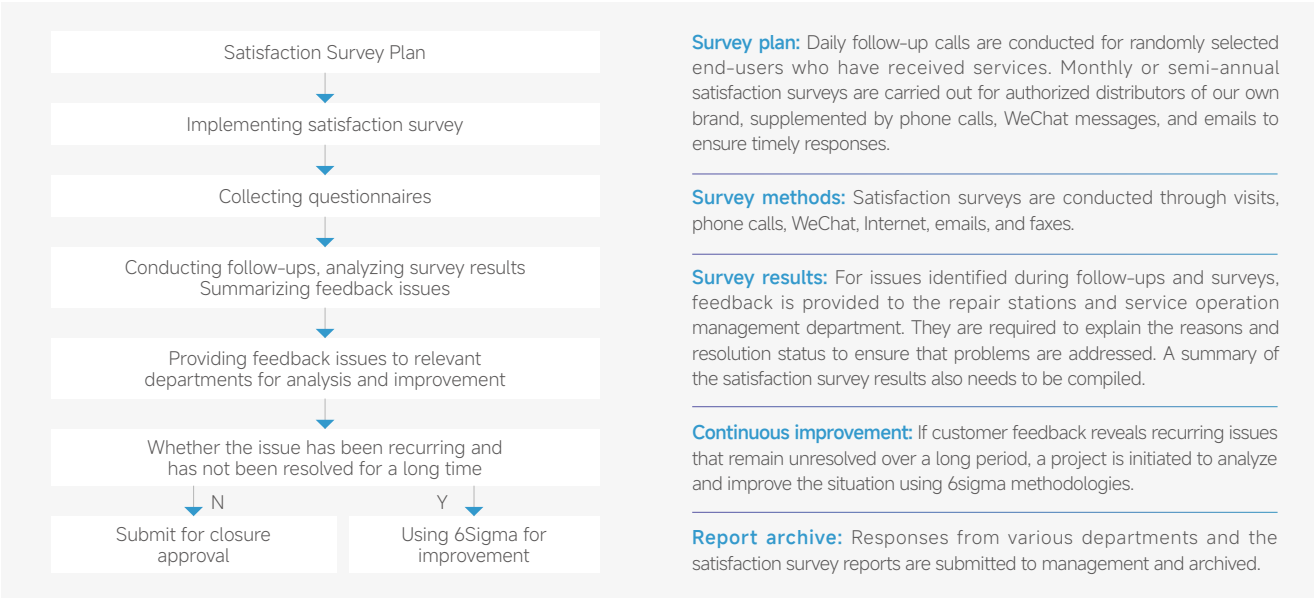 Satisfaction Survey Plan
Implementing satisfaction survey
Collecting questionnaires
Conducting follow-ups, analyzing survey results
Summarizing feedback issues
Providing feedback issues to relevant
departments for analysis and improvement
Whether the issue has been recurring and
has not been resolved for a long time
N
Y
Submit for closure
approval
Using 6Sigma for
improvement
Survey plan: Daily follow-up calls are conducted for randomly selected
end-users who have received services. Monthly or semi-annual
satisfaction surveys are carried out for authorized distributors of our own
brand, supplemented by phone calls, WeChat messages, and emails to
ensure timely responses.
Survey methods: Satisfaction surveys are conducted through visits,
phone calls, WeChat, Internet, emails, and faxes.
Survey results: For issues identified during follow-ups and surveys,
feedback is provided to the repair stations and service operation
management department. They are required to explain the reasons and
resolution status to ensure that problems are addressed. A summary of
the satisfaction survey results also needs to be compiled.
Continuous improvement: If customer feedback reveals recurring issues
that remain unresolved over a long period, a project is initiated to analyze
and improve the situation using 6sigma methodologies.
Report archive: Responses from various departments and the
satisfaction survey reports are submitted to management and archived.